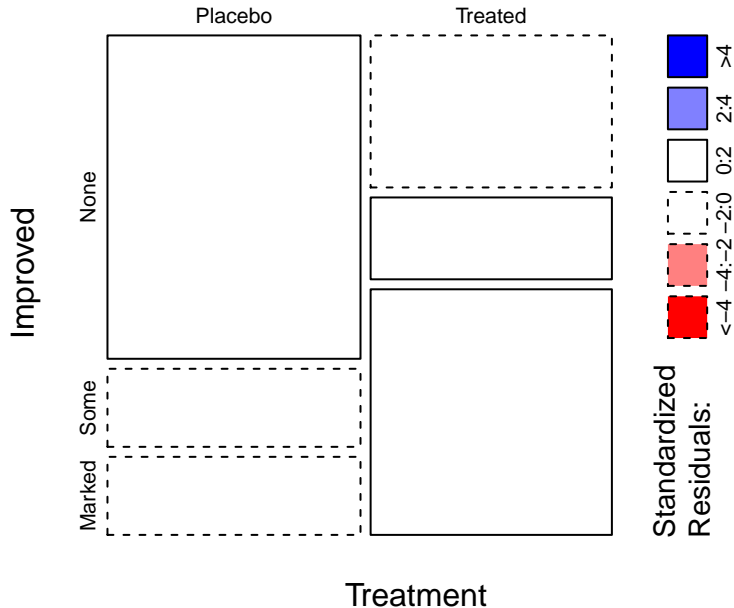 Placebo
Treated
Improved
None
Some
Marked
Treatment
Standardized
Residuals:
<−4
−4:−2
−2:0
0:2
2:4
>4